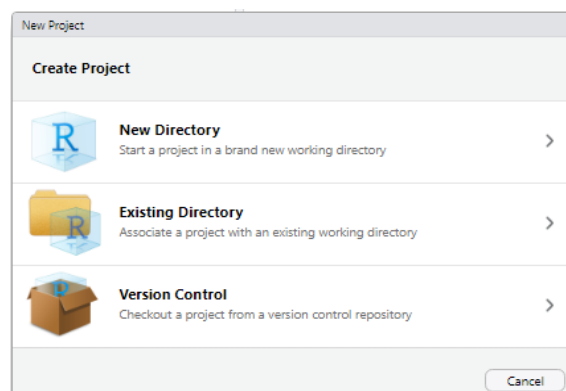 New Project
Create Project
New Directory
Start a project in a brand new working directory
Existing Directory
Associate a project with an existing working directory
Version Control
Checkout a project from a version control repository
Cancel